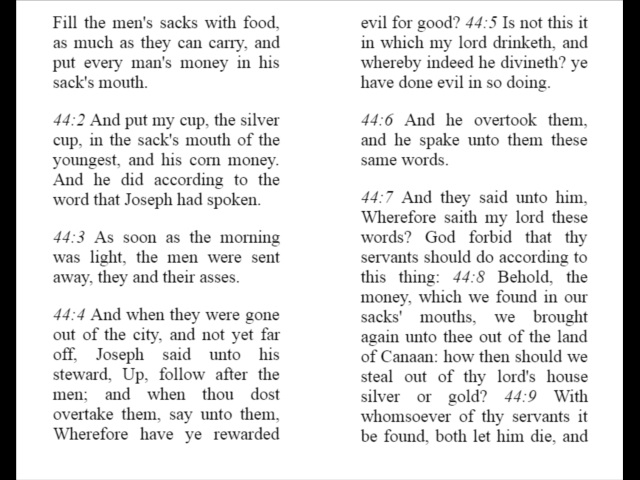 Fill the men's sacks with food,
as much as they can carry, and
put every man's money in his
sack's mouth.
44:2 And put my cup, the silver
cup, in the sack's mouth of the
youngest, and his corn money.
And he did according to the
word that Joseph had spoken.
44:3 As soon as the morning
was light, the men were sent
away, they and their asses.
44:4 And when they were gone
out of the city, and not yet far
off, Joseph said unto his
steward, Up, follow after the
men; and when thou dost
overtake them, say unto them,
Wherefore have ye rewarded
evil for good? 44:5 Is not this it
in which my lord drinketh, and
whereby indeed he divineth? ye
have done evil in so doing.
44:6 And he overtook them,
and he spake unto them these
same words.
44:7 And they said unto him,
Wherefore saith my lord these
words? God forbid that thy
servants should do according to
this thing: 44:8 Behold, the
money, which we found in our
sacks' mouths, we brought
again unto thee out of the land
of Canaan: how then should we
steal out of thy lord's house
silver or gold? 44:9 With
whomsoever of thy servants it
be found, both let him die, and